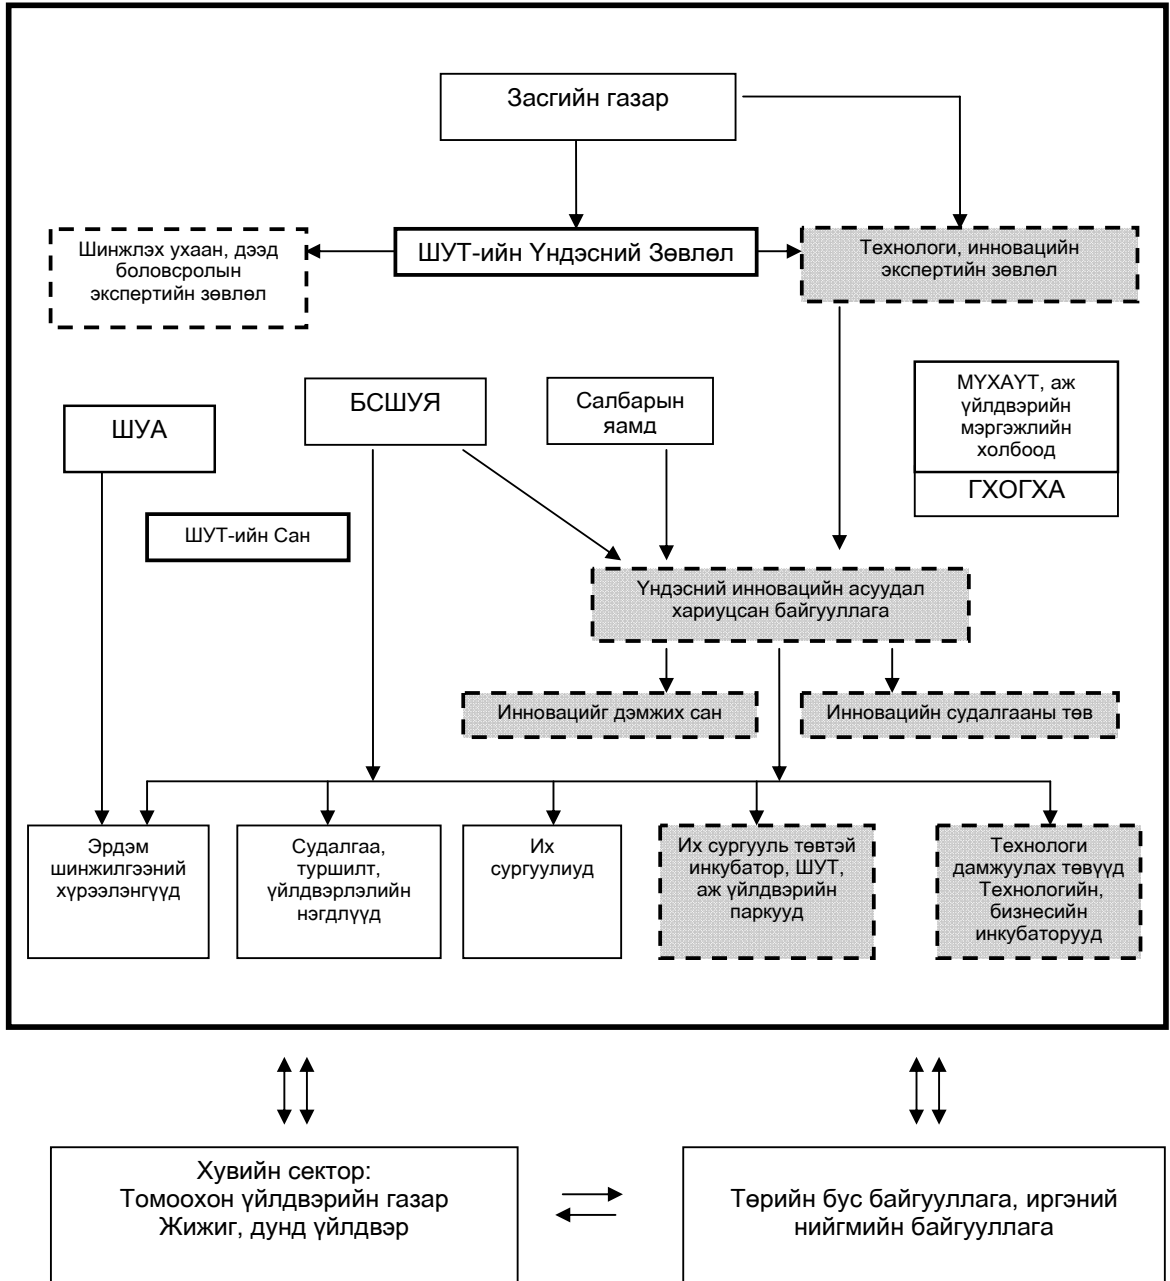 Засгийн газар
Шинжлэх ухаан, дээд
боловсролын
экспертийн зөвлөл
ШУТ-ийн Үндэсний Зөвлөл
Технологи, инновацийн
экспертийн зөвлөл
ШУА
БСШУЯ
Салбарын
яамд
МҮХАҮТ, аж
үйлдвэрийн
мэргэжлийн
холбоод
ГХОГХА
ШУТ-ийн Сан
Үндэсний инновацийн асуудал
хариуцсан байгууллага
Инновацийг дэмжих сан
Инновацийн судалгааны төв
Эрдэм
шинжилгээний
хүрээлэнгүүд
Судалгаа,
туршилт,
үйлдвэрлэлийн
нэгдлүүд
Их
сургуулиуд
Их сургууль төвтэй
инкубатор, ШУТ,
аж үйлдвэрийн
паркууд
Технологи
дамжуулах төвүүд
Технологийн,
бизнесийн
инкубаторууд
Хувийн сектор:
Томоохон үйлдвэрийн газар
Жижиг, дунд үйлдвэр
Төрийн бус байгууллага, иргэний
нийгмийн байгууллага